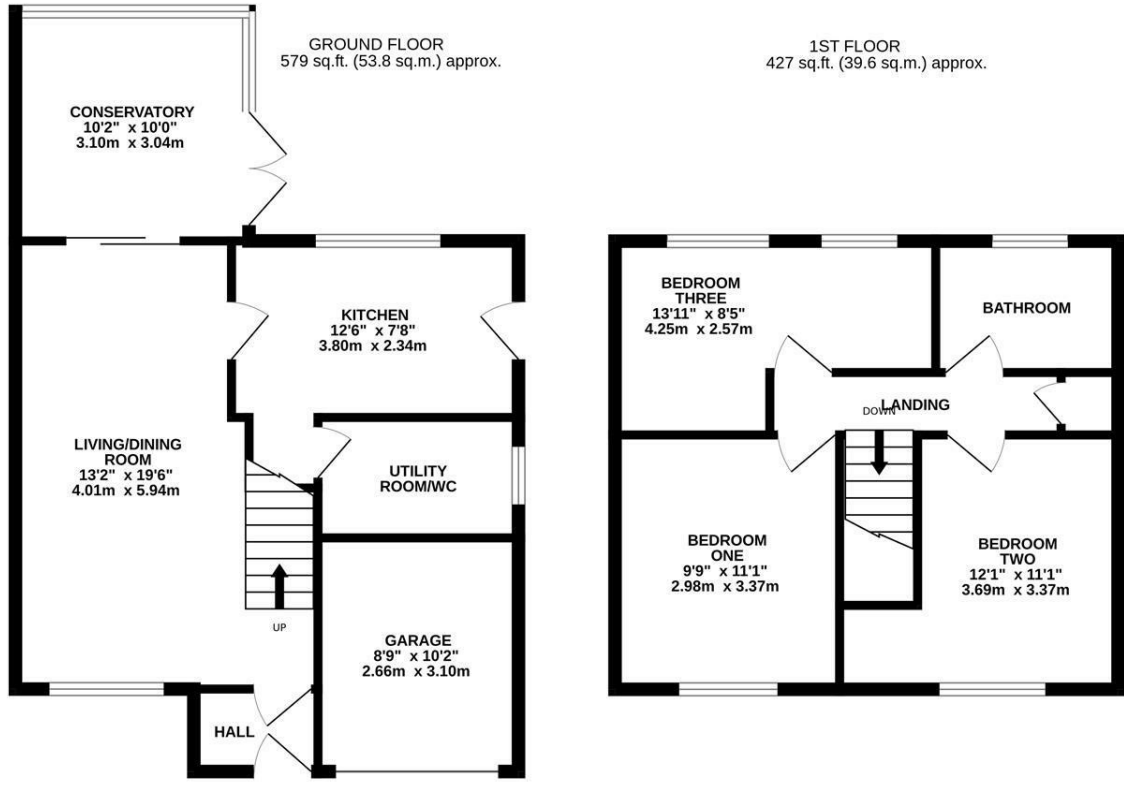 GROUND FLOOR
579 sq.ft. (53.8 sq.m.) approx.
1ST FLOOR
427 sq.ft. (39.6 sq.m.) approx.
CONSERVATORY
10'2" x 10'0"
3.10m x 3.04m
KITCHEN
12'6" x 7'8"
3.80m x 2.34m
LIVING/DINING
ROOM
13'2" x 19'6"
4.01m x 5.94m
UTILITY
ROOM/WC
UP
GARAGE
8'9" x 10'2"
2.66m x 3.10m
HALL
BEDROOM
THREE
13'11" x 8'5"
4.25m x 2.57m
BATHROOM
LANDING
DOWN
BEDROOM
ONE
9'9" x 11'1"
2.98m x 3.37m
BEDROOM
TWO
12'1" x 11'1"
3.69m x 3.37m